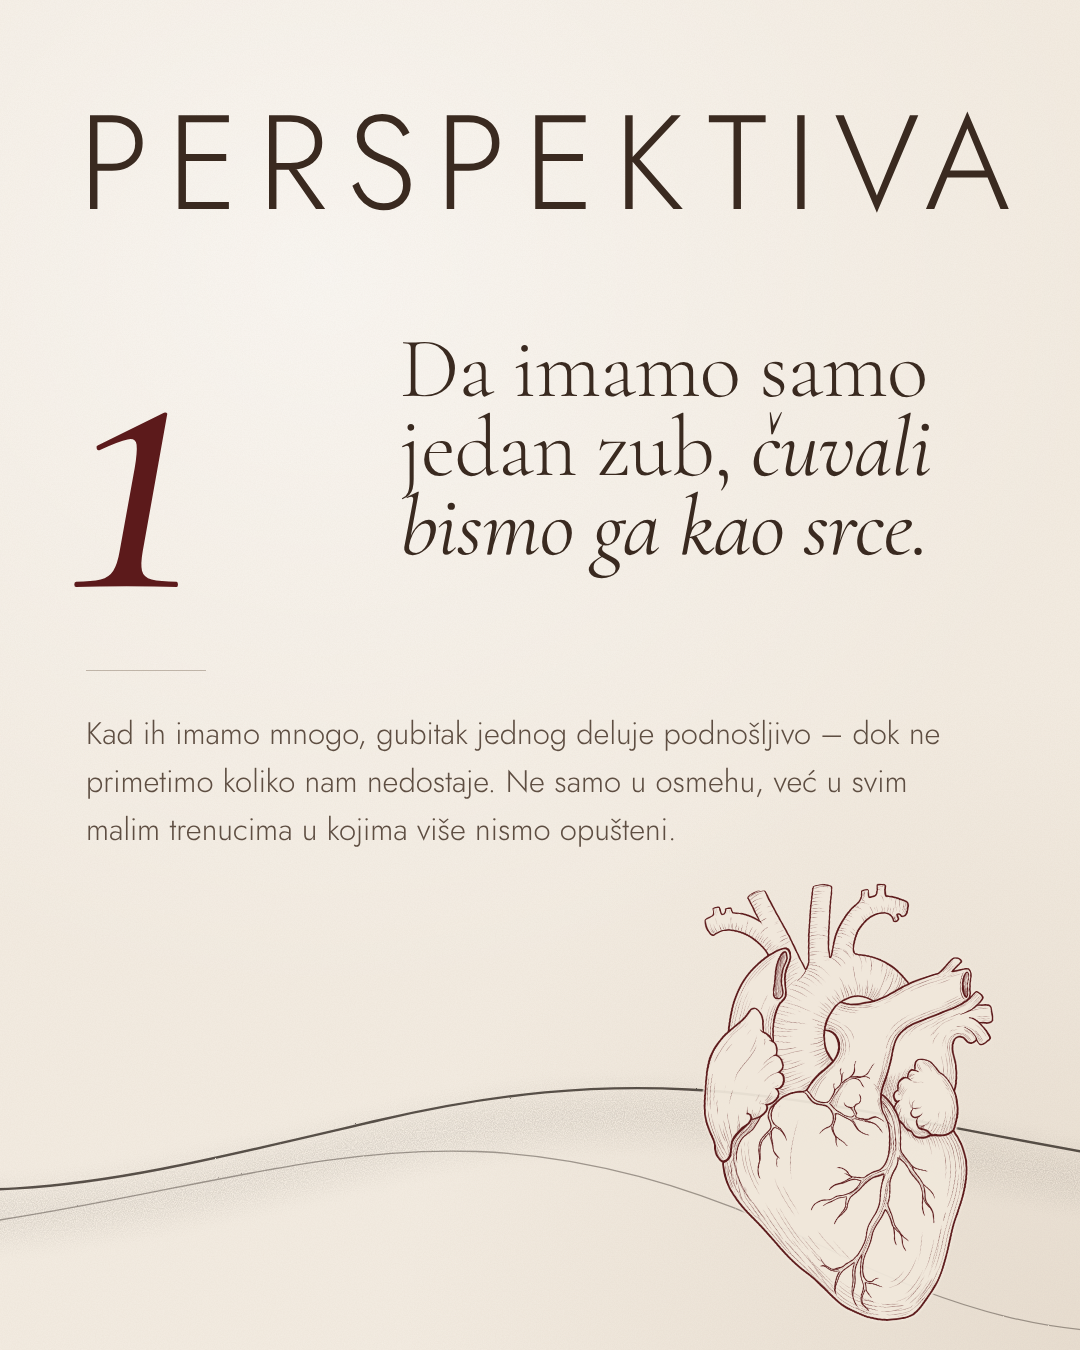 PERSPEKTIVA
1
Da imamo samo
jedan zub, čuvali
bismo ga kao srce.
Kad ih imamo mnogo, gubitak jednog deluje podnošljivo – dok ne
primetimo koliko nam nedostaje. Ne samo u osmehu, već u svim
malim trenucima u kojima više nismo opušteni.